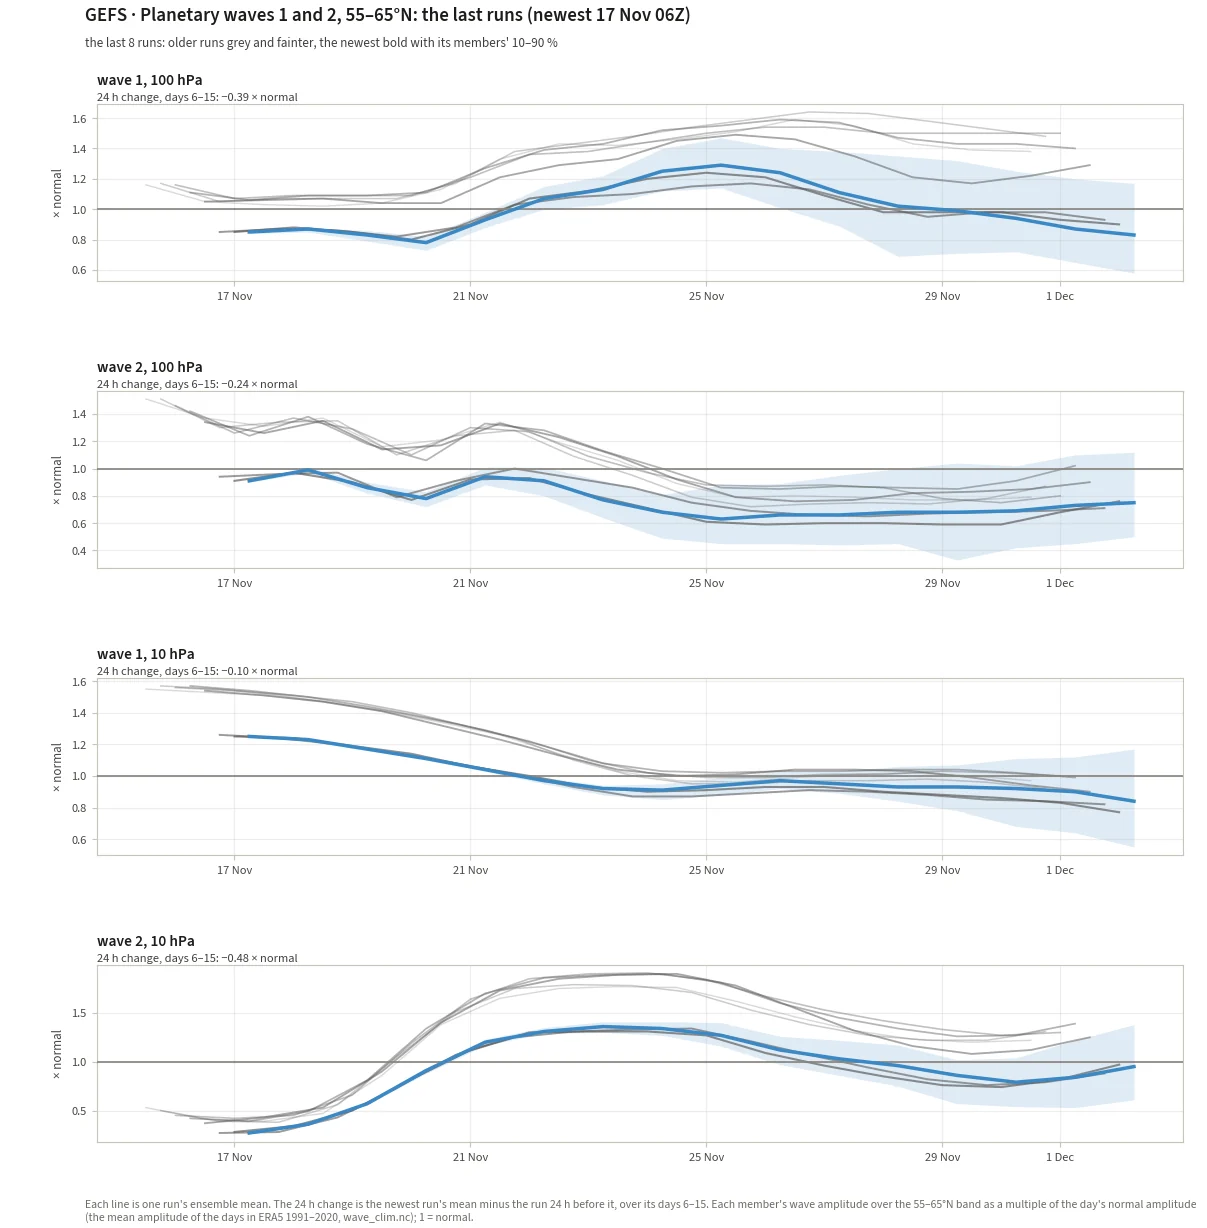 GEFS · Planetary waves 1 and 2, 55–65°N: the last runs (newest 17 Nov 06Z)
the last 8 runs: older runs grey and fainter, the newest bold with its members' 10–90 %
wave 1, 100 hPa
24 h change, days 6–15: −0.39 × normal
1.6
1.4
1.2
1.0
0.8
0.6
× normal
17 Nov
21 Nov
25 Nov
29 Nov
1 Dec
wave 2, 100 hPa
24 h change, days 6–15: −0.24 × normal
1.4
1.2
1.0
0.8
0.6
0.4
× normal
17 Nov
21 Nov
25 Nov
29 Nov
1 Dec
wave 1, 10 hPa
24 h change, days 6–15: −0.10 × normal
1.6
1.4
1.2
1.0
0.8
0.6
× normal
17 Nov
21 Nov
25 Nov
29 Nov
1 Dec
wave 2, 10 hPa
24 h change, days 6–15: −0.48 × normal
1.5
1.0
0.5
× normal
17 Nov
21 Nov
25 Nov
29 Nov
1 Dec
Each line is one run's ensemble mean. The 24 h change is the newest run's mean minus the run 24 h before it, over its days 6–15. Each member's wave amplitude over the 55–65°N band as a multiple of the day's normal amplitude
(the mean amplitude of the days in ERA5 1991–2020, wave_clim.nc); 1 = normal.